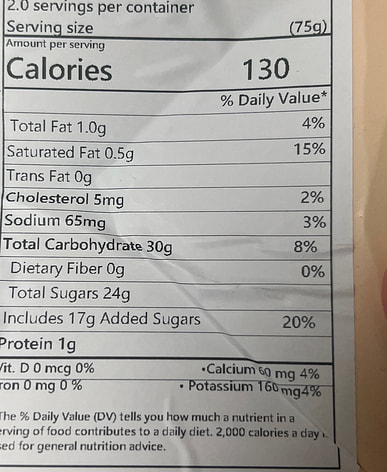 2.0 servings per container
Serving size (75g)
Amount per serving
Calories 130
% Daily Value*
Total Fat 1.0g 4%
Saturated Fat 0.5g 15%
Trans Fat 0g
Cholesterol 5mg 2%
Sodium 65mg 3%
Total Carbohydrate 30g 8%
Dietary Fiber 0g 0%
Total Sugars 24g
Includes 17g Added Sugars 20%
Protein 1g
Vit. D 0 mcg 0% •Calcium 60 mg 4%
ron 0 mg 0 % • Potassium 160 mg4%
The % Daily Value (DV) tells you how much a nutrient in a
erving of food contributes to a daily diet. 2,000 calories a day
sed for general nutrition advice.